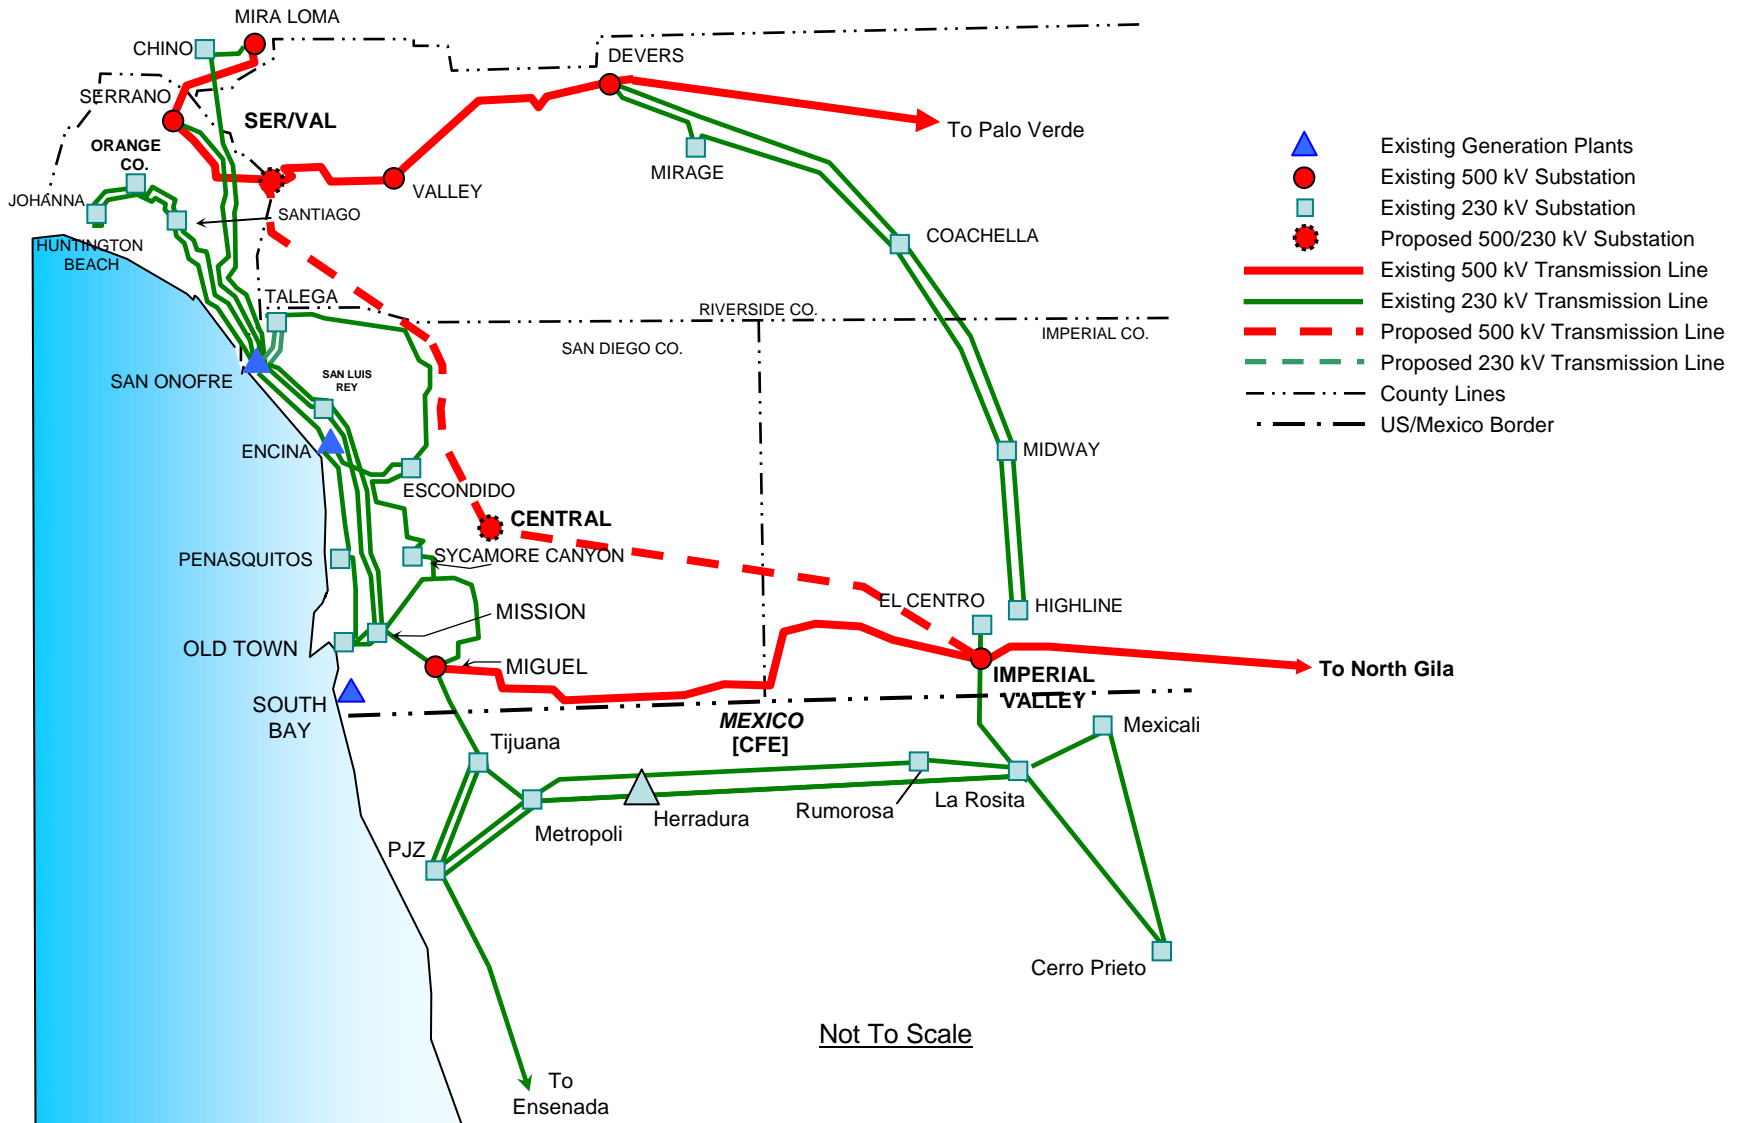 MIRA LOMA
CHINO
DEVERS
SERRANO
SER/VAL
To Palo Verde
ORANGE
CO.
MIRAGE
VALLEY
JOHANNA
SANTIAGO
COACHELLA
HUNTINGTON
BEACH
TALEGA
RIVERSIDE CO.
IMPERIAL CO.
SAN DIEGO CO.
SAN ONOFRE
SAN LUIS
REY
ENCINA
MIDWAY
ESCONDIDO
CENTRAL
PENASQUITOS
SYCAMORE CANYON
EL CENTRO
HIGHLINE
MISSION
OLD TOWN
MIGUEL
To North Gila
IMPERIAL
VALLEY
SOUTH
BAY
MEXICO
[CFE]
Mexicali
Tijuana
Rumorosa
La Rosita
Herradura
Metropoli
PJZ
Cerro Prieto
Not To Scale
To
Ensenada
Existing Generation Plants
Existing 500 kV Substation
Existing 230 kV Substation
Proposed 500/230 kV Substation
Existing 500 kV Transmission Line
Existing 230 kV Transmission Line
Proposed 500 kV Transmission Line
Proposed 230 kV Transmission Line
County Lines
US/Mexico Border